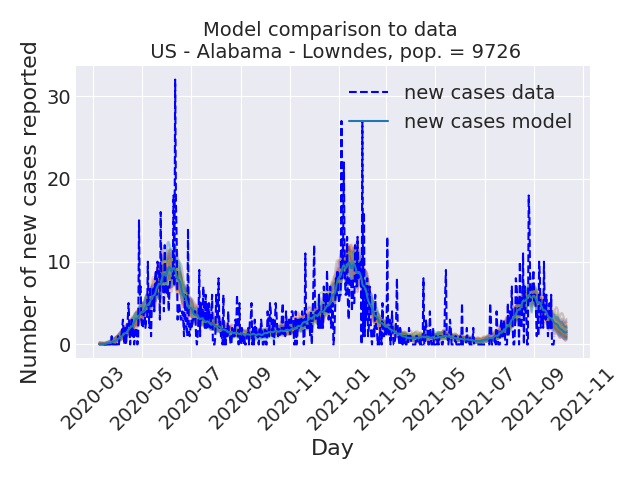 Model comparison to data
US - Alabama - Lowndes, pop. = 9726
Number of new cases reported
30
20
10
0
new cases data
new cases model
2020-03
2020-05
2020-07
2020-09
2020-11
2021-01
2021-03
2021-05
2021-07
2021-09
2021-11
Day